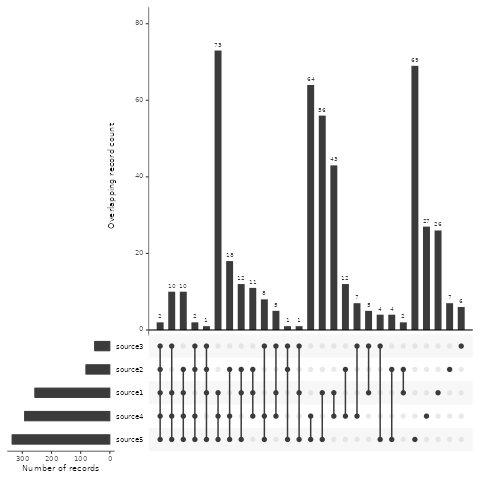 80
60
40
20
0
Overlapping record count
2 10 10 2 1 73 18 12 11 8 5 1 1 64 56 43 12 7 5 4 4 2 69 27 26 7 6
source3
source2
source1
source4
source5
300 200 100 0
Number of records